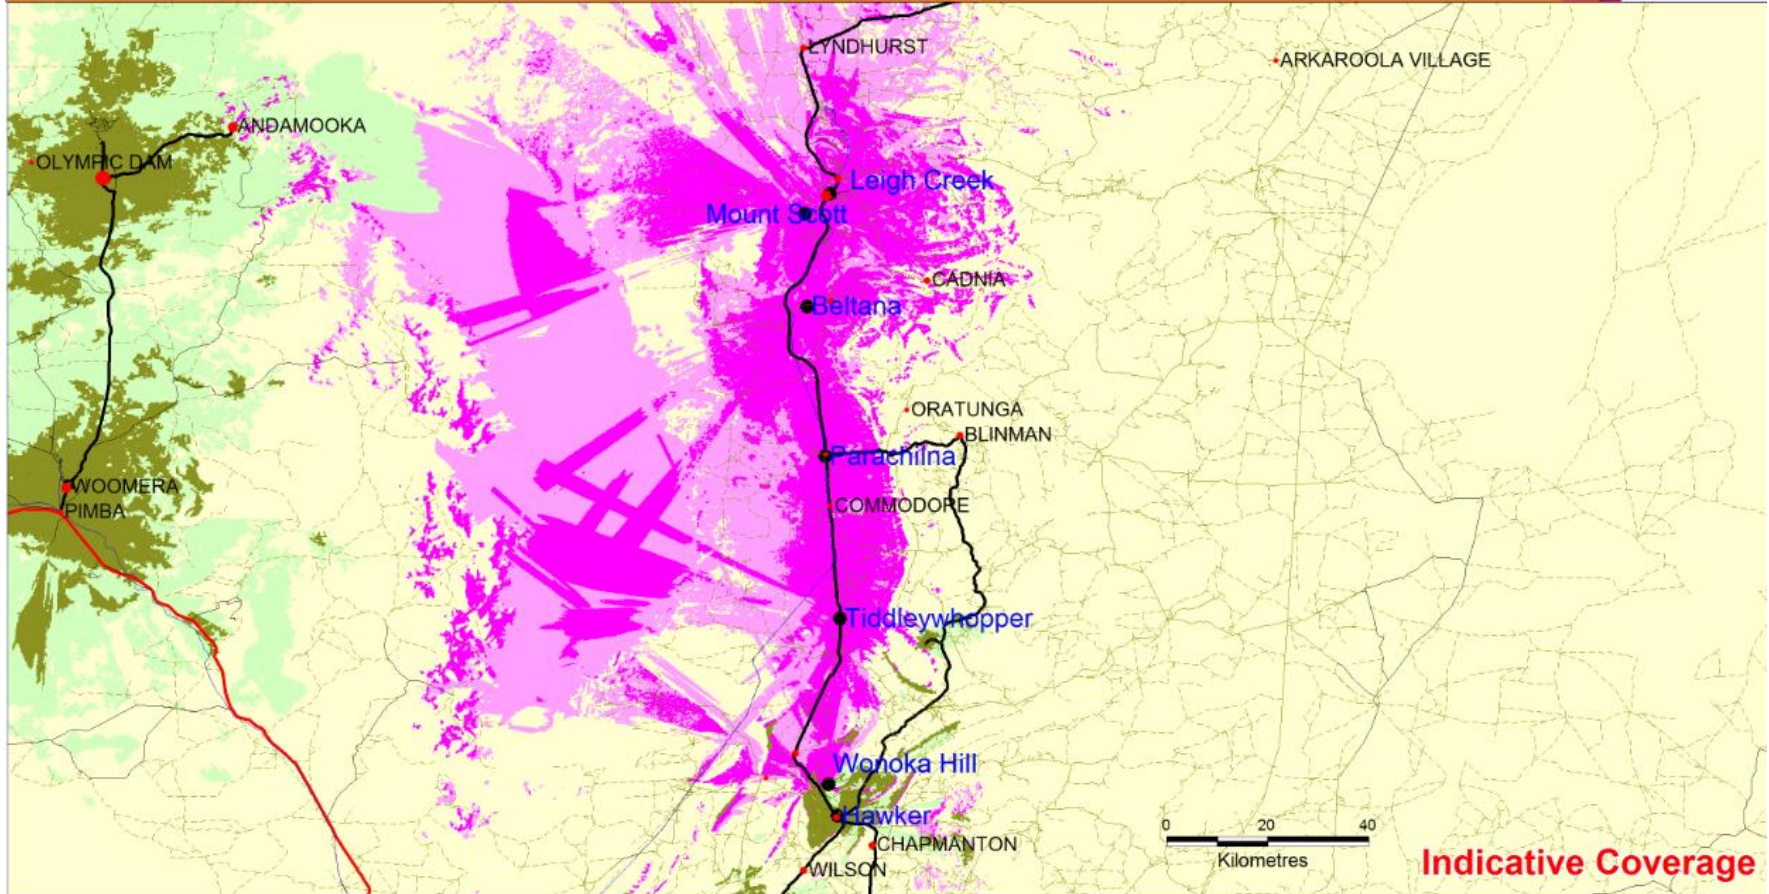 LYNDHURST
ARKAROOLA VILLAGE
ANDAMOOKA
OLYMPIC DAM
Leigh Creek
Mount Scott
CADNIA
Beltana
ORATUNGA
BLINMAN
Parachilna
WOOMERA
COMMODORE
PIMBA
Tiddleywhopper
Wonoka Hill
Hawker
0 20 40
CHAPMANTON
Kilometres
Indicative Coverage
WILSON